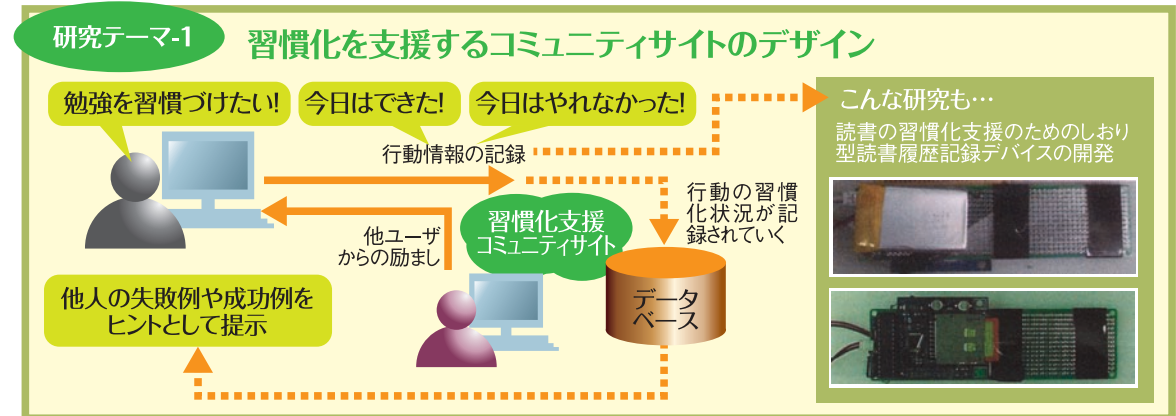 研究テーマ-1
習慣化を支援するコミュニティサイトのデザイン
勉強を習慣づけたい!
今日はできた!
今日はやれなかった!
行動情報の記録
他ユーザ
からの励まし
習慣化支援
コミュニティサイト
行動の習慣
化状況が記
録されていく
データ
ベース
他人の失敗例や成功例を
ヒントとして提示
こんな研究も…
読書の習慣化支援のためのしおり
型読書履歴記録デバイスの開発